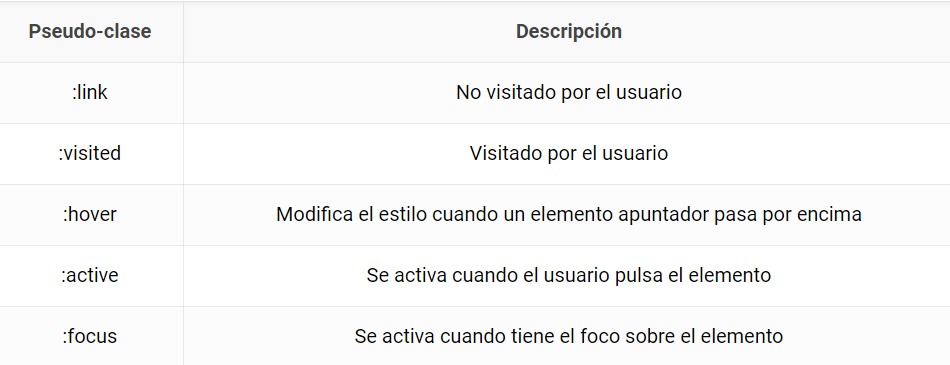 Pseudo-clase Descripción
:link No visitado por el usuario
:visited Visitado por el usuario
:hover Modifica el estilo cuando un elemento apuntador pasa por encima
:active Se activa cuando el usuario pulsa el elemento
:focus Se activa cuando tiene el foco sobre el elemento